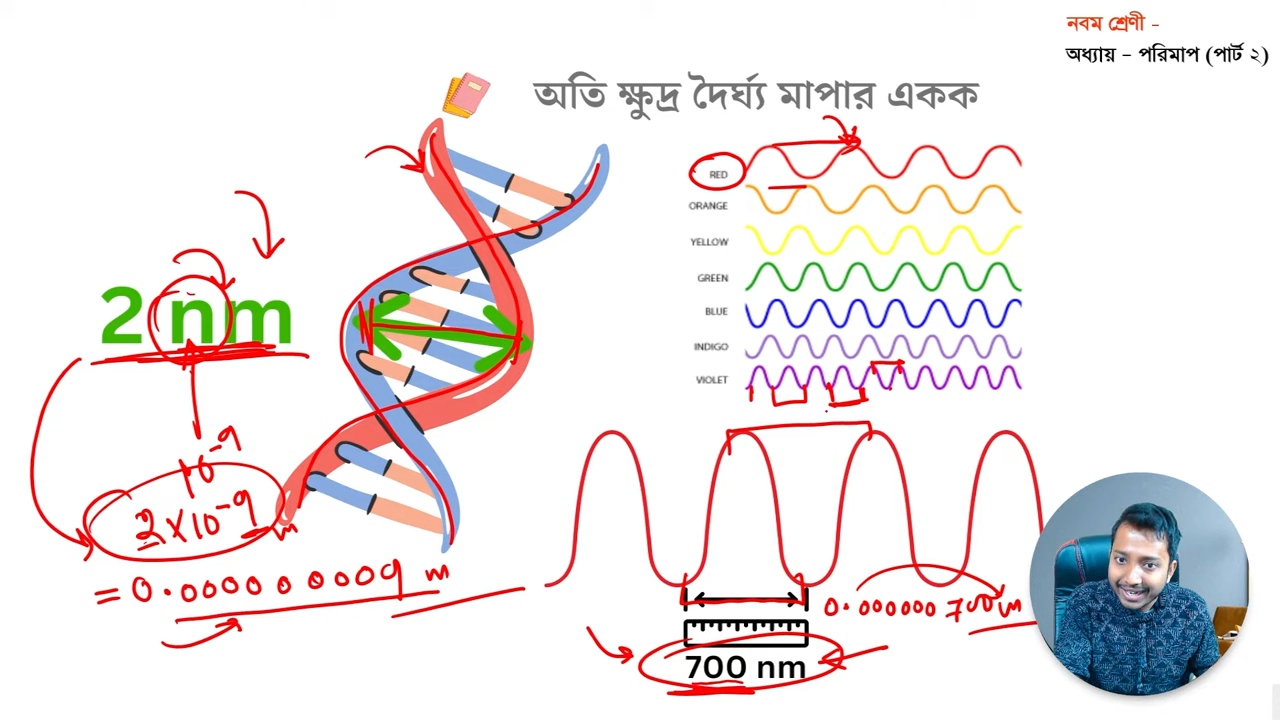 নবম শ্রেণী -
অধ্যায় - পরিমাপ (পার্ট ২)
অতি ক্ষুদ্র দৈর্ঘ্য মাপার একক
RED
ORANGE
YELLOW
GREEN
BLUE
INDIGO
VIOLET
2 nm
10-9
2×10-9 m
= 0.000000009 m
0.000000700 m
700 nm